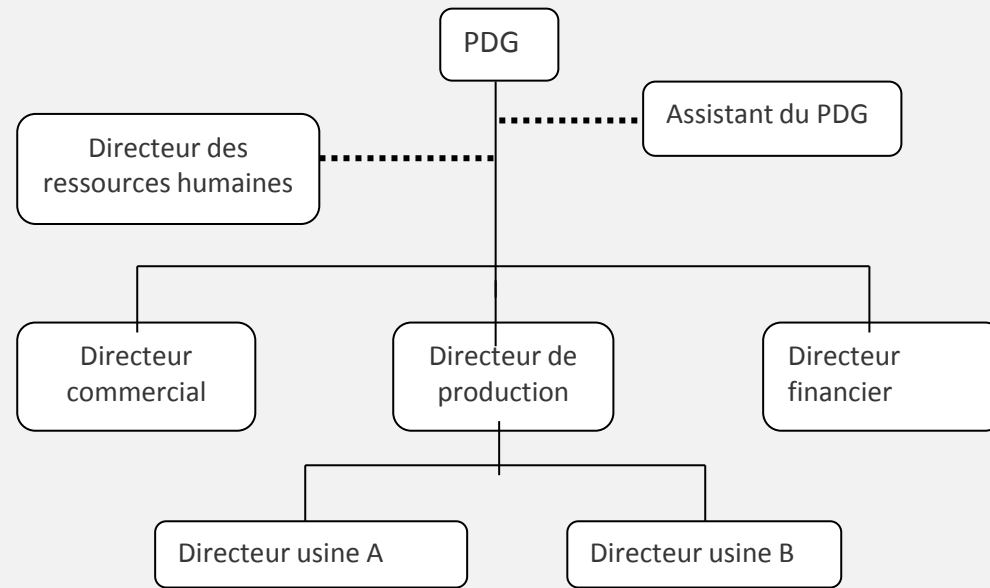 PDG
Assistant du PDG
Directeur des
ressources humaines
Directeur
commercial
Directeur de
production
Directeur
financier
Directeur usine A
Directeur usine B